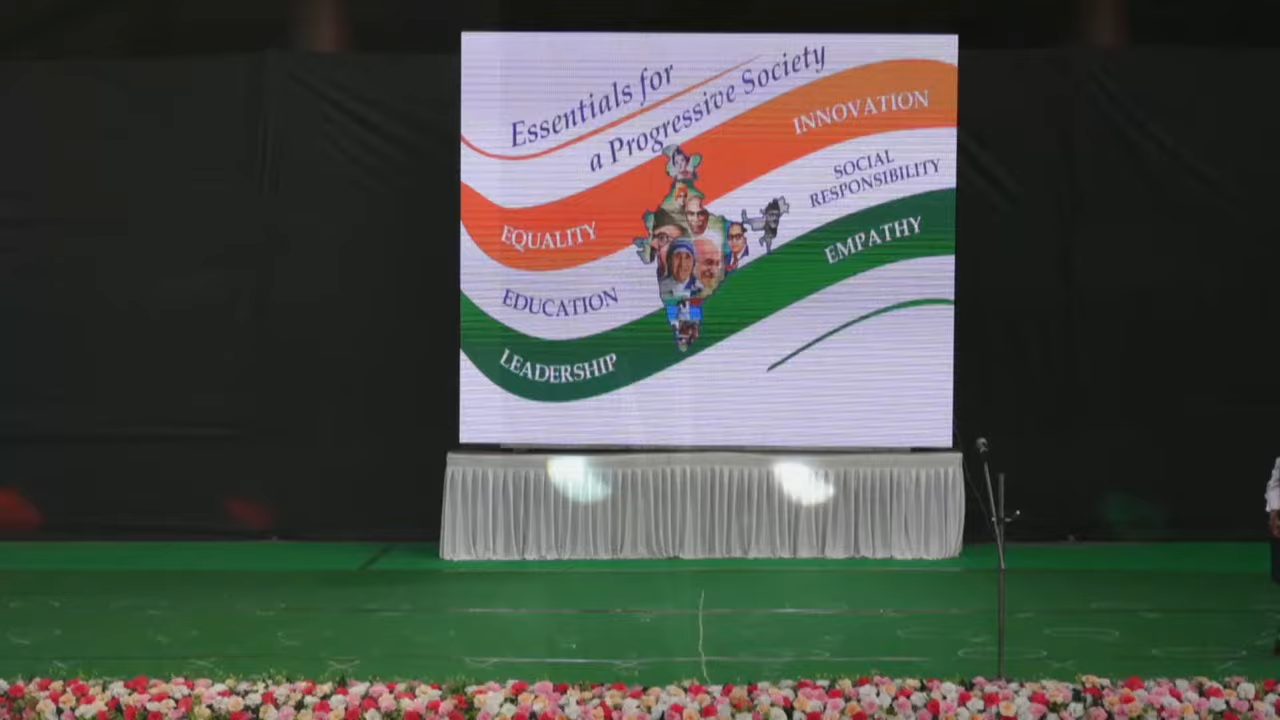 Essentials for
a Progressive Society
INNOVATION
SOCIAL
RESPONSIBILITY
EMPATHY
EQUALITY
EDUCATION
LEADERSHIP